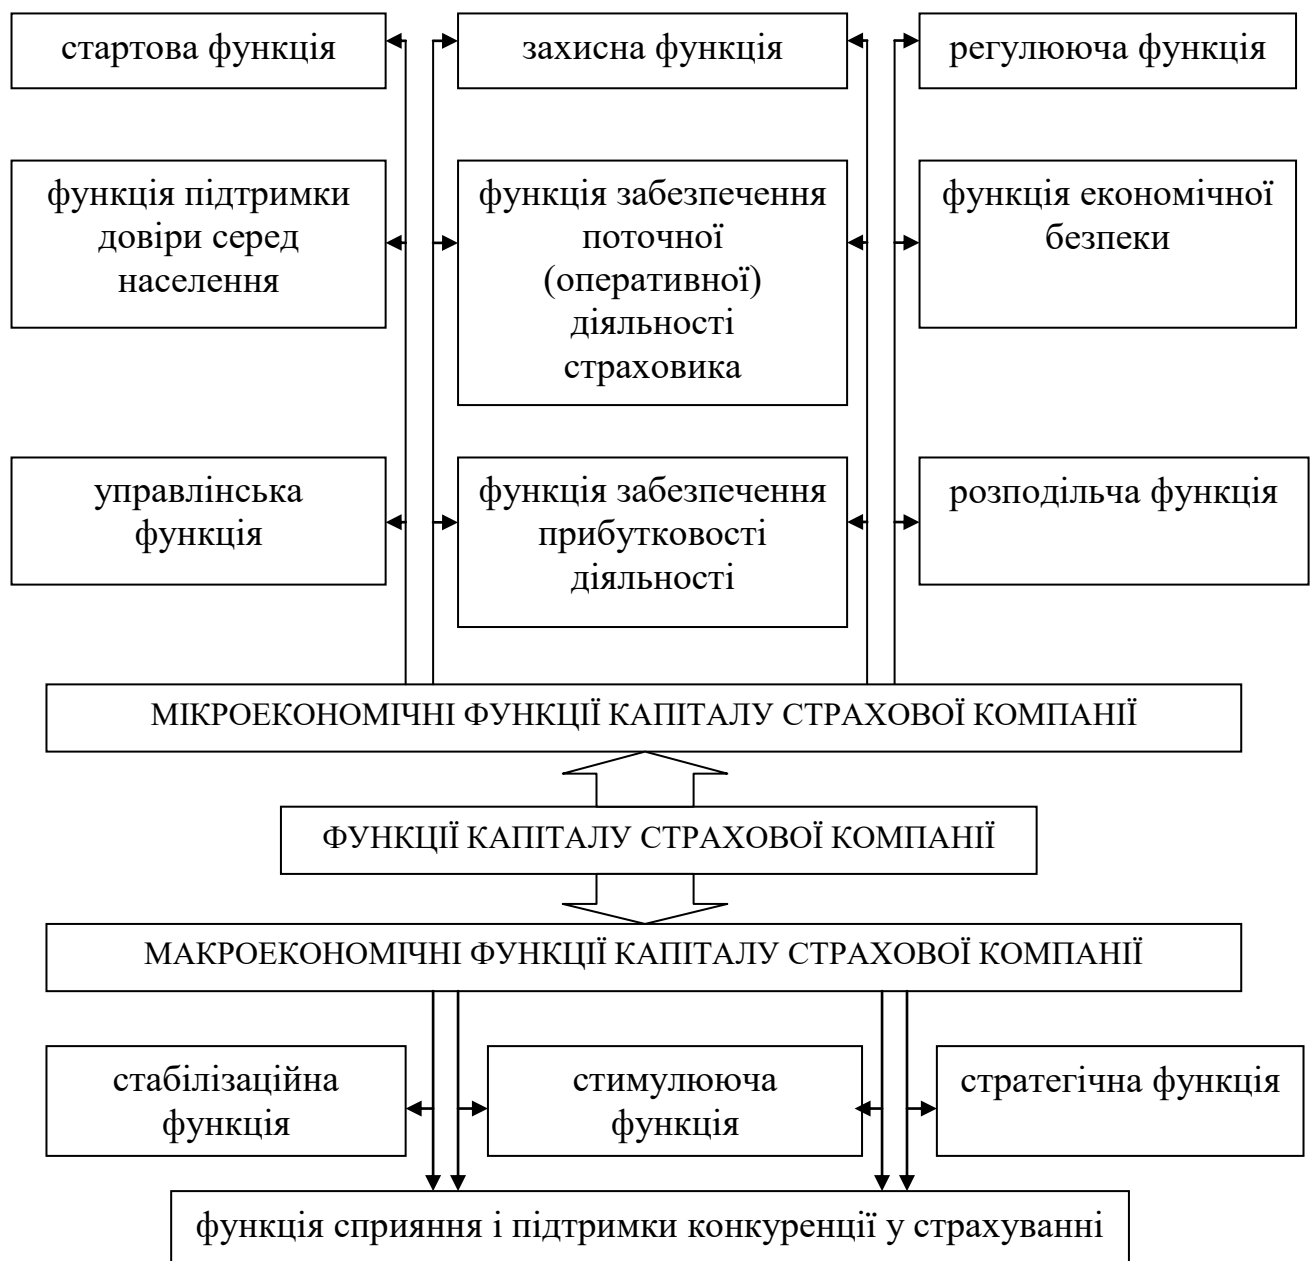 стартова функція
захисна функція
регулююча функція
функція підтримки
довіри серед
населення
функція забезпечення
поточної
(оперативної)
діяльності
страховика
функція економічної
безпеки
управлінська
функція
функція забезпечення
прибутковості
діяльності
розподільча функція
МІКРОЕКОНОМІЧНІ ФУНКЦІЇ КАПІТАЛУ СТРАХОВОЇ КОМПАНІЇ
ФУНКЦІЇ КАПІТАЛУ СТРАХОВОЇ КОМПАНІЇ
МАКРОЕКОНОМІЧНІ ФУНКЦІЇ КАПІТАЛУ СТРАХОВОЇ КОМПАНІЇ
стабілізаційна
функція
стимулююча
функція
стратегічна функція
функція сприяння і підтримки конкуренції у страхуванні